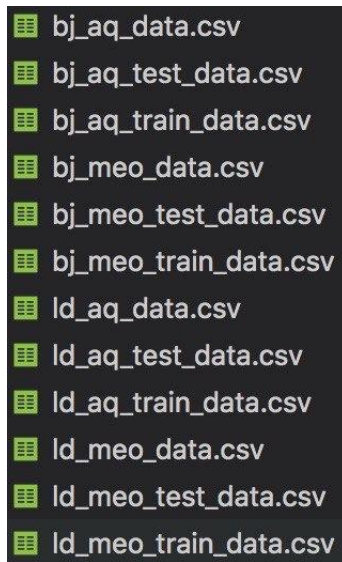 bj_aq_data.csv
bj_aq_test_data.csv
bj_aq_train_data.csv
bj_meo_data.csv
bj_meo_test_data.csv
bj_meo_train_data.csv
ld_aq_data.csv
ld_aq_test_data.csv
ld_aq_train_data.csv
ld_meo_data.csv
ld_meo_test_data.csv
ld_meo_train_data.csv